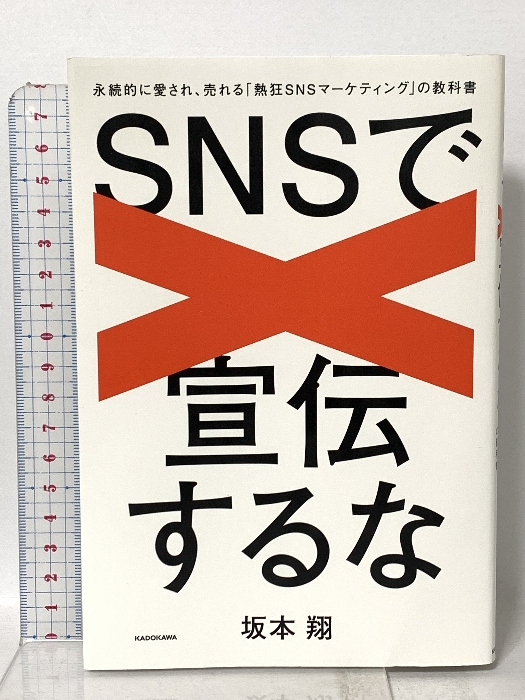 永続的に愛され、売れる「熱狂SNSマーケティング」の教科書
SNSで
宣伝
するな
坂本 翔
KADOKAWA